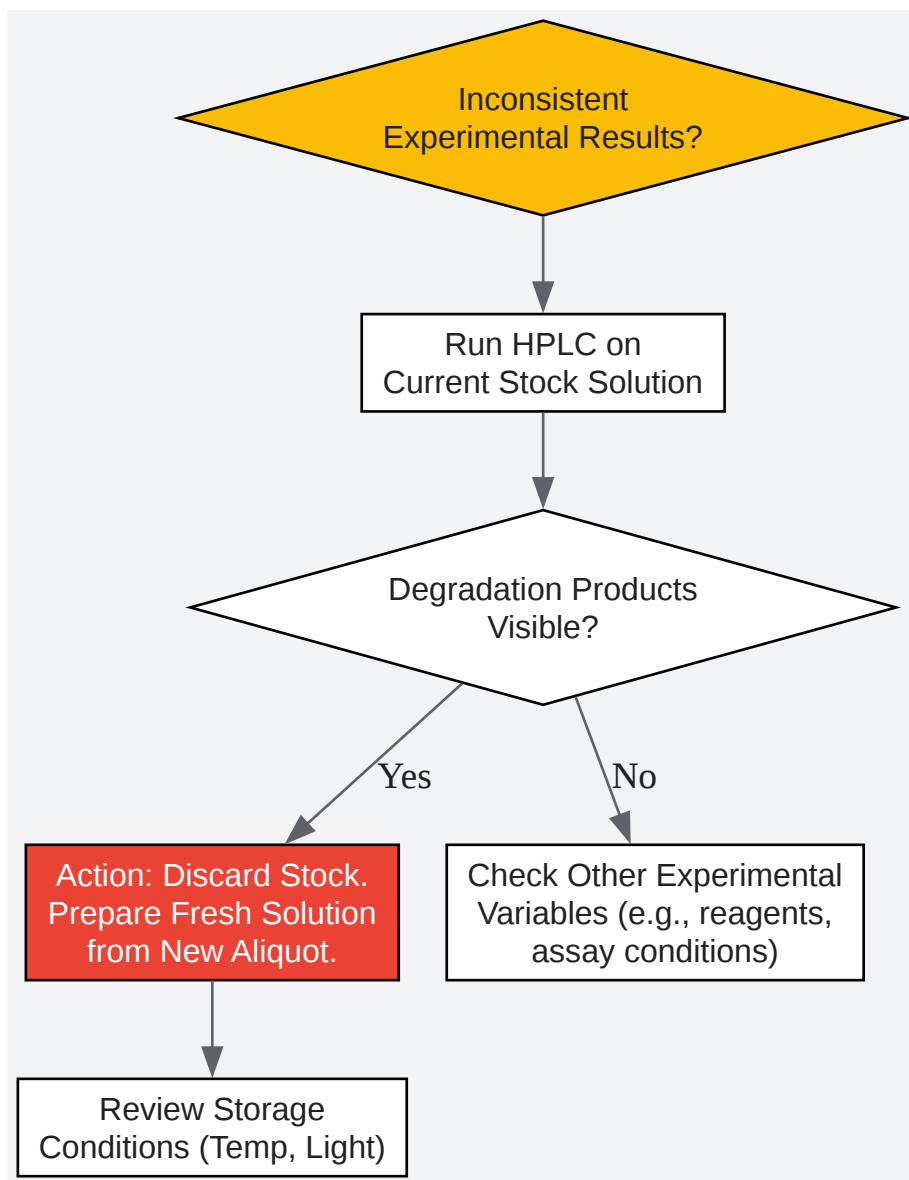 Inconsistent
Experimental Results?
Run HPLC on
Current Stock Solution
Degradation Products
Visible?
Yes
No
Action: Discard Stock.
Prepare Fresh Solution
from New Aliquot.
Check Other Experimental
Variables (e.g., reagents,
assay conditions)
Review Storage
Conditions (Temp, Light)